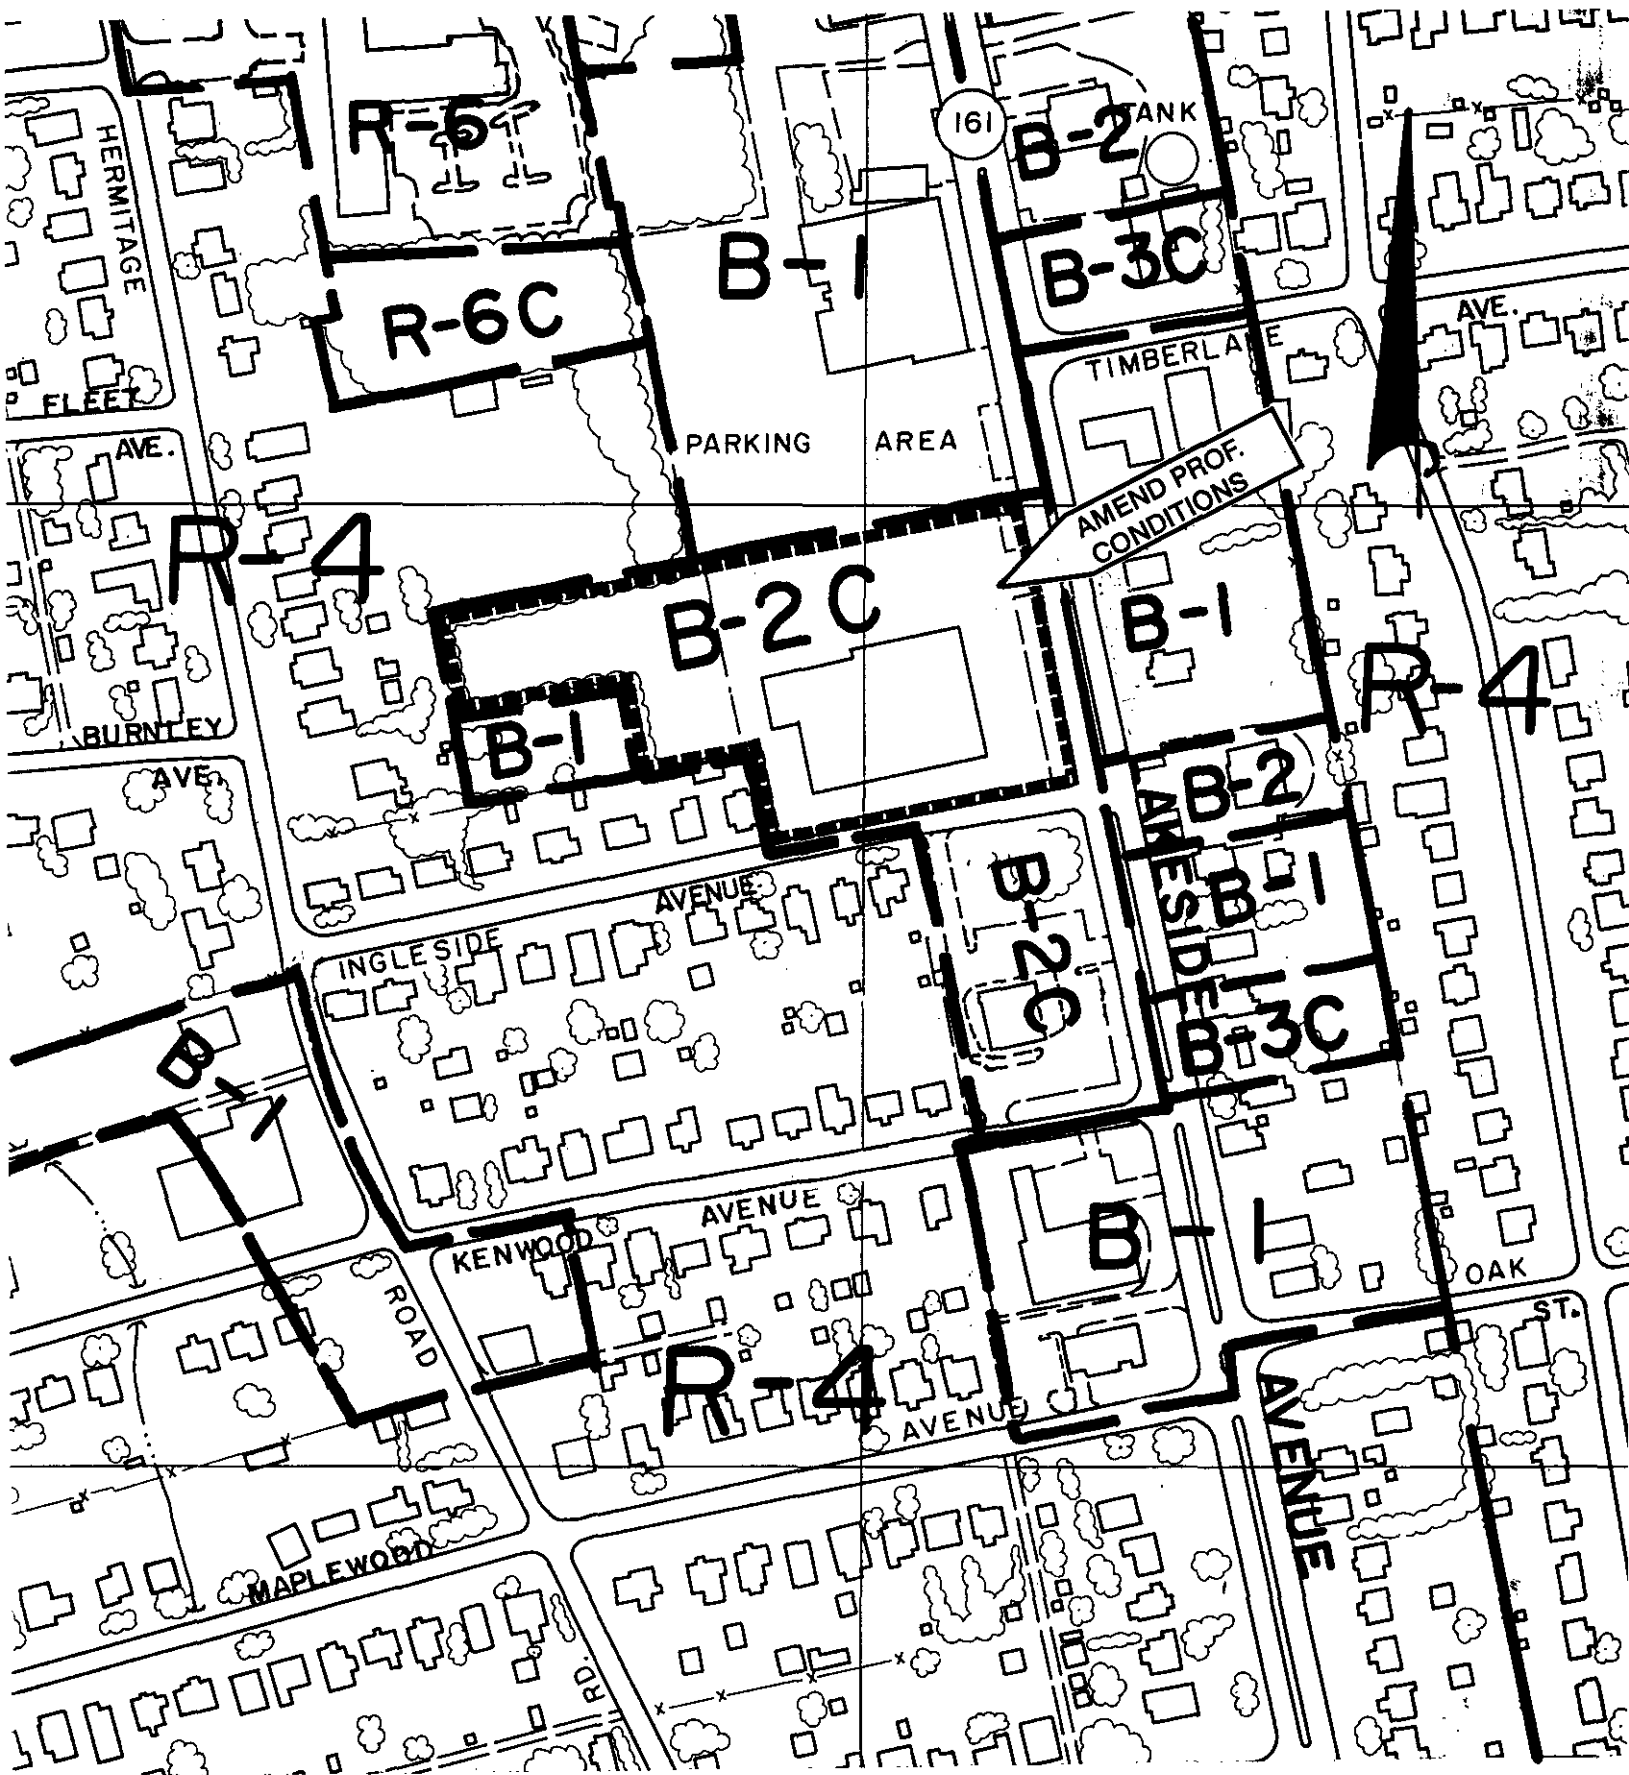 R-6
161
B-2
TANK
HERMITAGE
B-1
B-3C
R-6C
AVE.
TIMBERLAKE
FLEET
AVE.
PARKING AREA
AMEND PROF.
CONDITIONS
R-4
B-2C
B-1
R-4
BURNLEY
AVE.
B-1
B-2
LAKESIDE
B-2C
B-1
AVENUE
INGLESIDE
B-3C
B-1
AVENUE
KENWOOD
B-1
ROAD
OAK
ST.
R-4
AVENUE
AVENUE
MAPLEWOOD
RD.